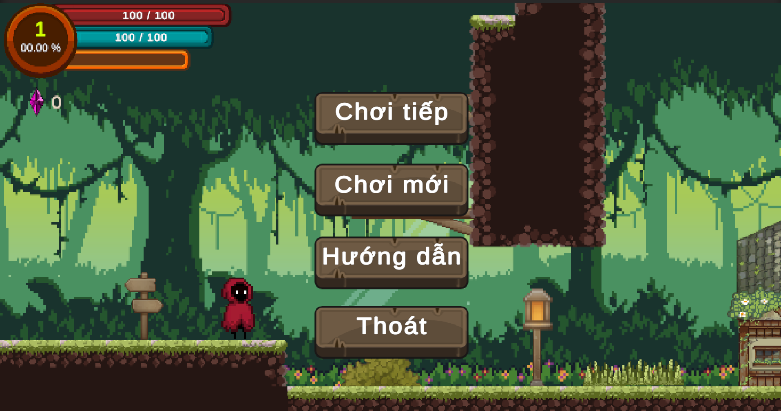 100 / 100
1
100 / 100
00.00 %
0
Chơi tiếp
Chơi mới
Hướng dẫn
Thoát